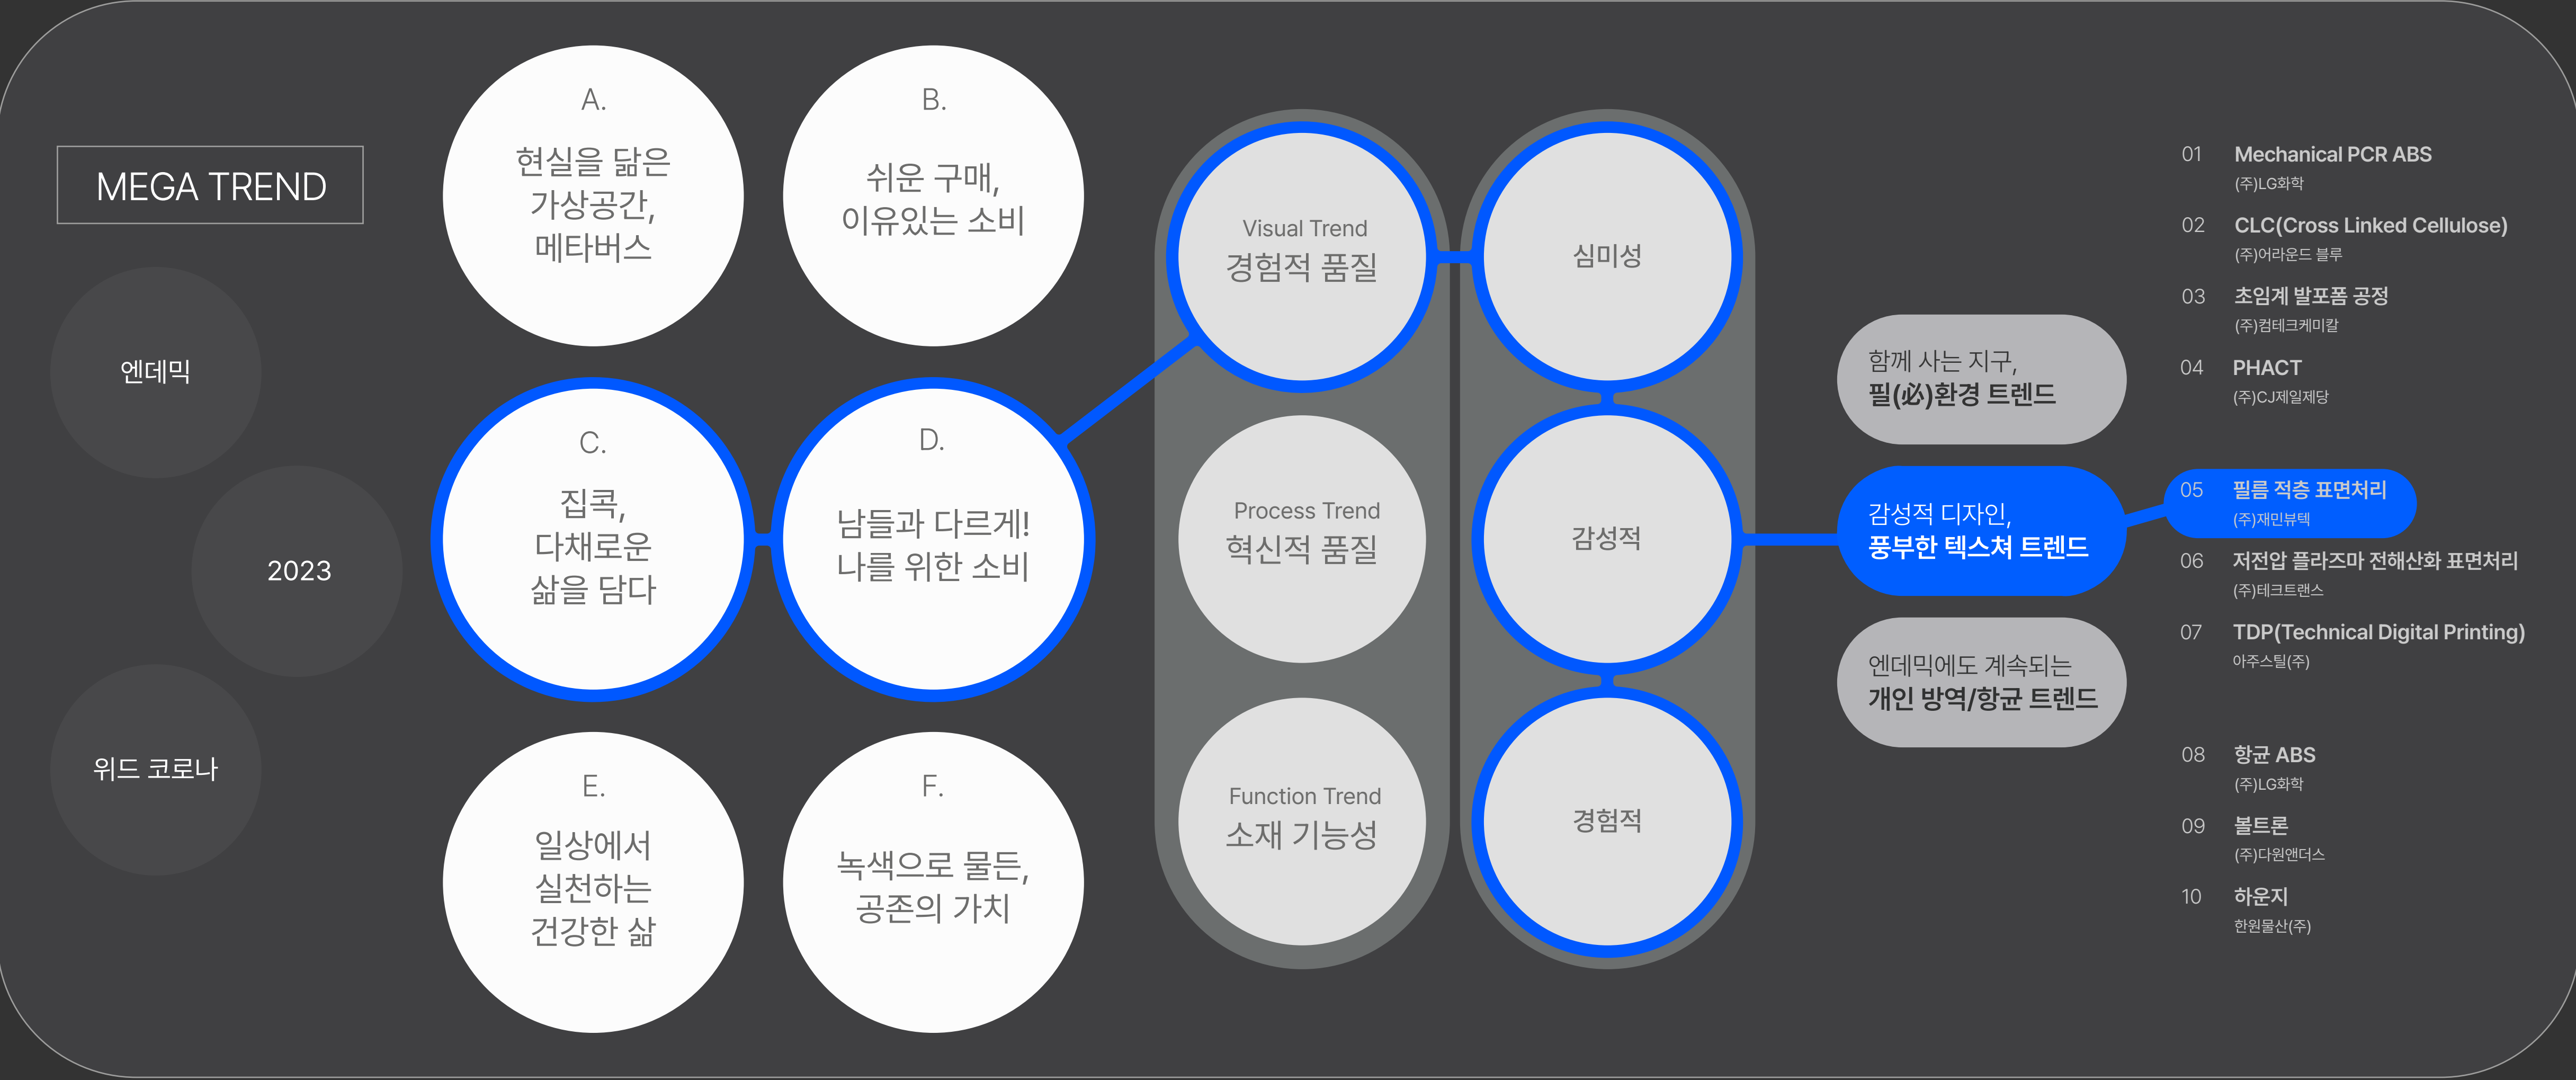 MEGA TREND
엔데믹
2023
위드 코로나
A.
현실을 닮은
가상공간,
메타버스
B.
쉬운 구매,
이유있는 소비
C.
집콕,
다채로운
삶을 담다
D.
남들과 다르게!
나를 위한 소비
E.
일상에서
실천하는
건강한 삶
F.
녹색으로 물든,
공존의 가치
Visual Trend
경험적 품질
Process Trend
혁신적 품질
Function Trend
소재 기능성
심미성
감성적
경험적
함께 사는 지구,
필(必)환경 트렌드
감성적 디자인,
풍부한 텍스쳐 트렌드
엔데믹에도 계속되는
개인 방역/항균 트렌드
01 Mechanical PCR ABS
(주)LG화학
02 CLC(Cross Linked Cellulose)
(주)어라운드 블루
03 초임계 발포폼 공정
(주)컴테크케미칼
04 PHACT
(주)CJ제일제당
05 필름 적층 표면처리
(주)재민뷰텍
06 저전압 플라즈마 전해산화 표면처리
(주)테크트랜스
07 TDP(Technical Digital Printing)
아주스틸(주)
08 항균 ABS
(주)LG화학
09 볼트론
(주)다원앤더스
10 하운지
한원물산(주)